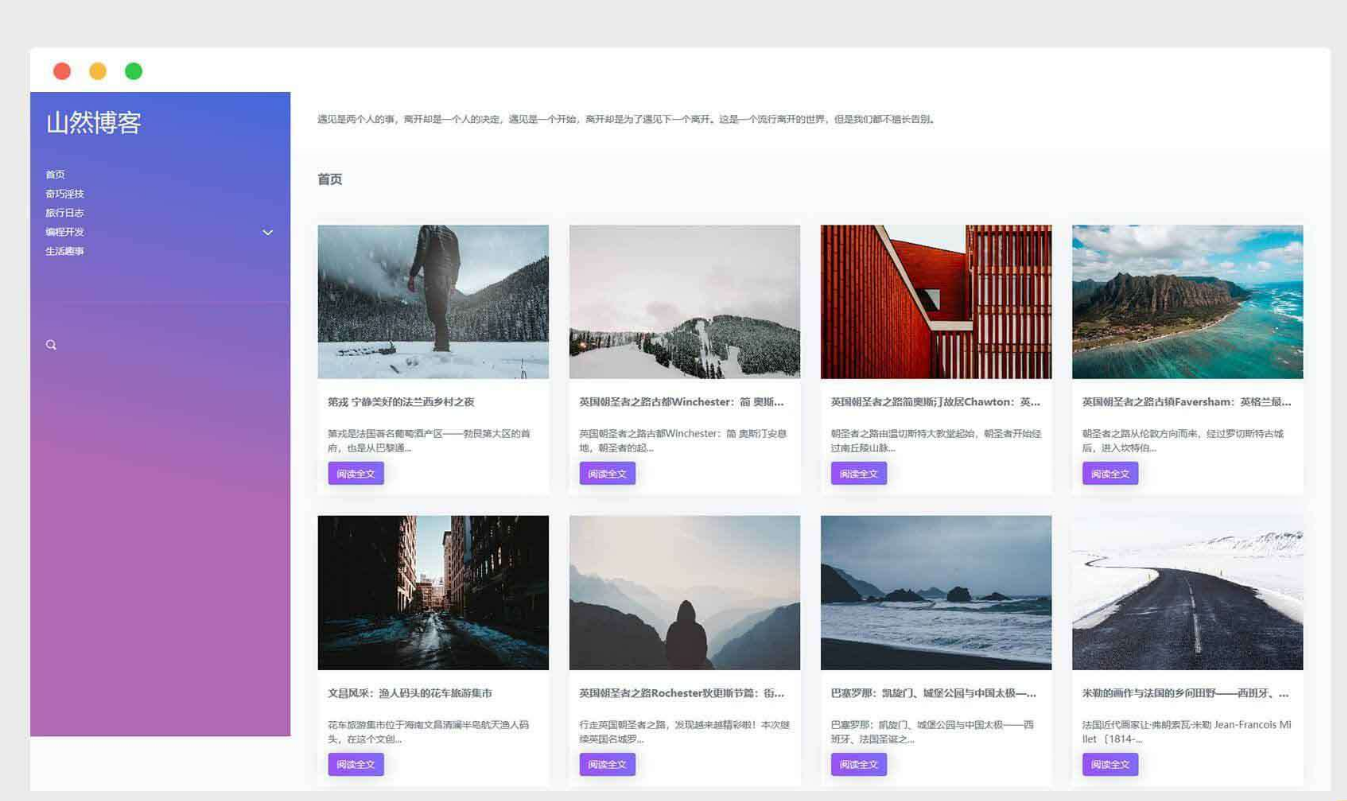 山然博客
首页
奇巧淫技
旅行日志
编程开发
生活趣事
遇见是两个人的事，离开却是一个人的决定，遇见是一个开始，离开却是为了遇见下一个离开。这是一个流行离开的世界，但是我们都不擅长告别。
首页
第戎 宁静美好的法兰西乡村之夜
第戎是法国著名葡萄酒产区——勃艮第大区的首
府，也是从巴黎通...
阅读全文
英国朝圣者之路古都Winchester：简 奥斯...
英国朝圣者之路古都Winchester：简 奥斯汀安息
地，朝圣者的起...
阅读全文
英国朝圣者之路简奥斯汀故居Chawton：英...
朝圣者之路由温切斯特大教堂起始，朝圣者开始经
过南丘陵山脉...
阅读全文
英国朝圣者之路古镇Faversham：英格兰最...
朝圣者之路从伦敦方向而来，经过罗切斯特古城
后，进入坎特伯...
阅读全文
文昌风采：渔人码头的花车旅游集市
花车旅游集市位于海南文昌清澜半岛航天渔人码
头，在这个文创...
阅读全文
英国朝圣者之路Rochester狄更斯节篇：街...
行走英国朝圣者之路，发现越来越精彩啦！本次继
续英国名城罗...
阅读全文
巴塞罗那：凯旋门、城堡公园与中国太极—...
巴塞罗那：凯旋门、城堡公园与中国太极——西
班牙、法国圣诞之...
阅读全文
米勒的画作与法国的乡间田野——西班牙、...
法国近代画家让·弗朗索瓦·米勒 Jean-Francois Mi
llet（1814-...
阅读全文